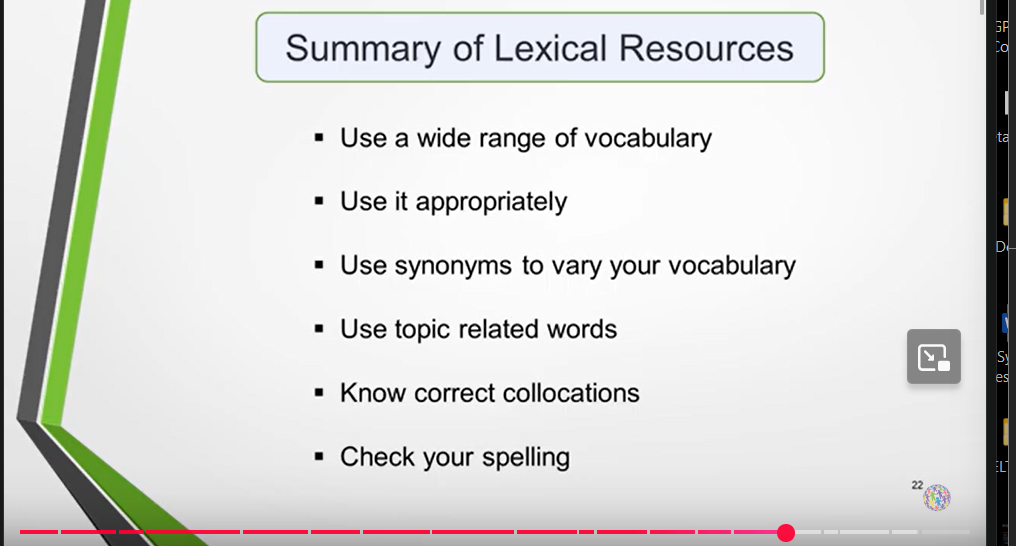 Summary of Lexical Resources
▪ Use a wide range of vocabulary
▪ Use it appropriately
▪ Use synonyms to vary your vocabulary
▪ Use topic related words
▪ Know correct collocations
▪ Check your spelling
22